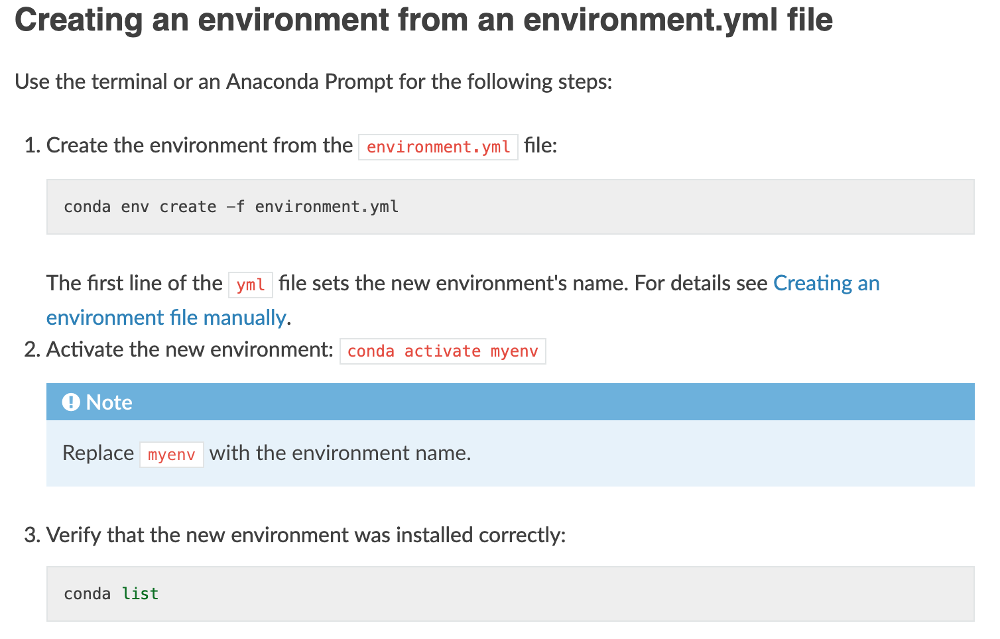 Creating an environment from an environment.yml file
Use the terminal or an Anaconda Prompt for the following steps:
1. Create the environment from the environment.yml file:
conda env create -f environment.yml
The first line of the yml file sets the new environment's name. For details see Creating an
environment file manually.
2. Activate the new environment: conda activate myenv
Note
Replace myenv with the environment name.
3. Verify that the new environment was installed correctly:
conda list